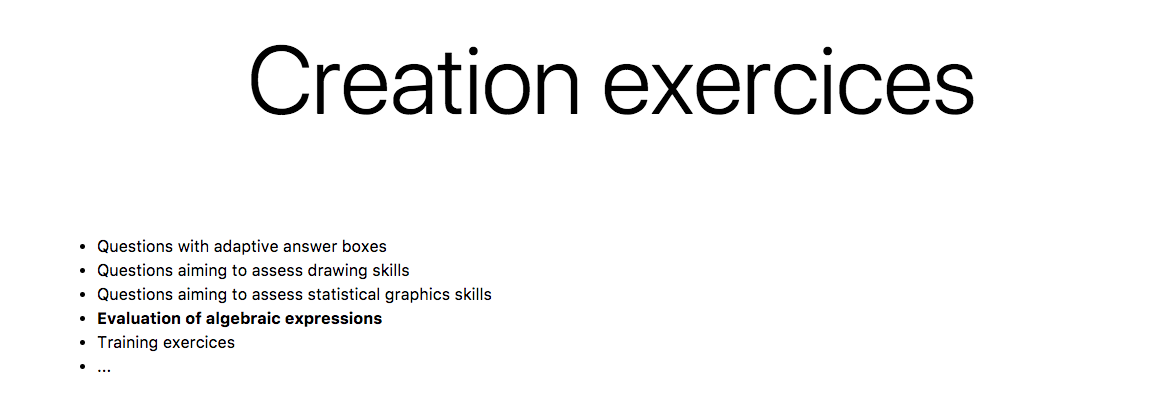 Creation exercices
• Questions with adaptive answer boxes
• Questions aiming to assess drawing skills
• Questions aiming to assess statistical graphics skills
• Evaluation of algebraic expressions
• Training exercices
• ...